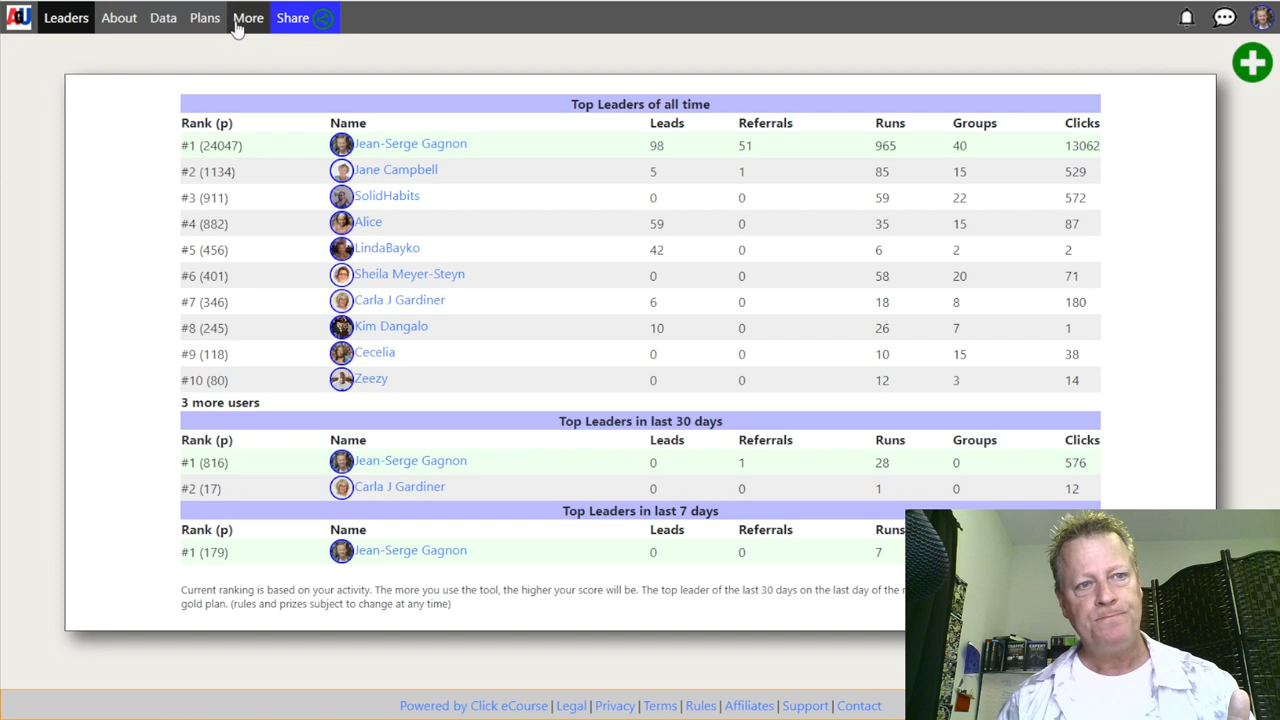 AGU Leaders About Data Plans More Share
Top Leaders of all time
Rank (p) Name Leads Referrals Runs Groups Clicks
#1 (24047) Jean-Serge Gagnon 98 51 965 40 13062
#2 (1134) Jane Campbell 5 1 85 15 529
#3 (911) SolidHabits 0 0 59 22 572
#4 (882) Alice 59 0 35 15 87
#5 (456) LindaBayko 42 0 6 2 2
#6 (401) Sheila Meyer-Steyn 0 0 58 20 71
#7 (346) Carla J Gardiner 6 0 18 8 180
#8 (245) Kim Dangalo 10 0 26 7 1
#9 (118) Cecelia 0 0 10 15 38
#10 (80) Zeezy 0 0 12 3 14
3 more users
Top Leaders in last 30 days
Rank (p) Name Leads Referrals Runs Groups Clicks
#1 (816) Jean-Serge Gagnon 0 1 28 0 576
#2 (17) Carla J Gardiner 0 0 1 0 12
Top Leaders in last 7 days
Rank (p) Name Leads Referrals Runs
#1 (179) Jean-Serge Gagnon 0 0 7
Current ranking is based on your activity. The more you use the tool, the higher your score will be. The top leader of the last 30 days on the last day of the
gold plan. (rules and prizes subject to change at any time)
EXPERT
Powered by Click eCourse | Legal | Privacy | Terms | Rules | Affiliates | Support | Contact